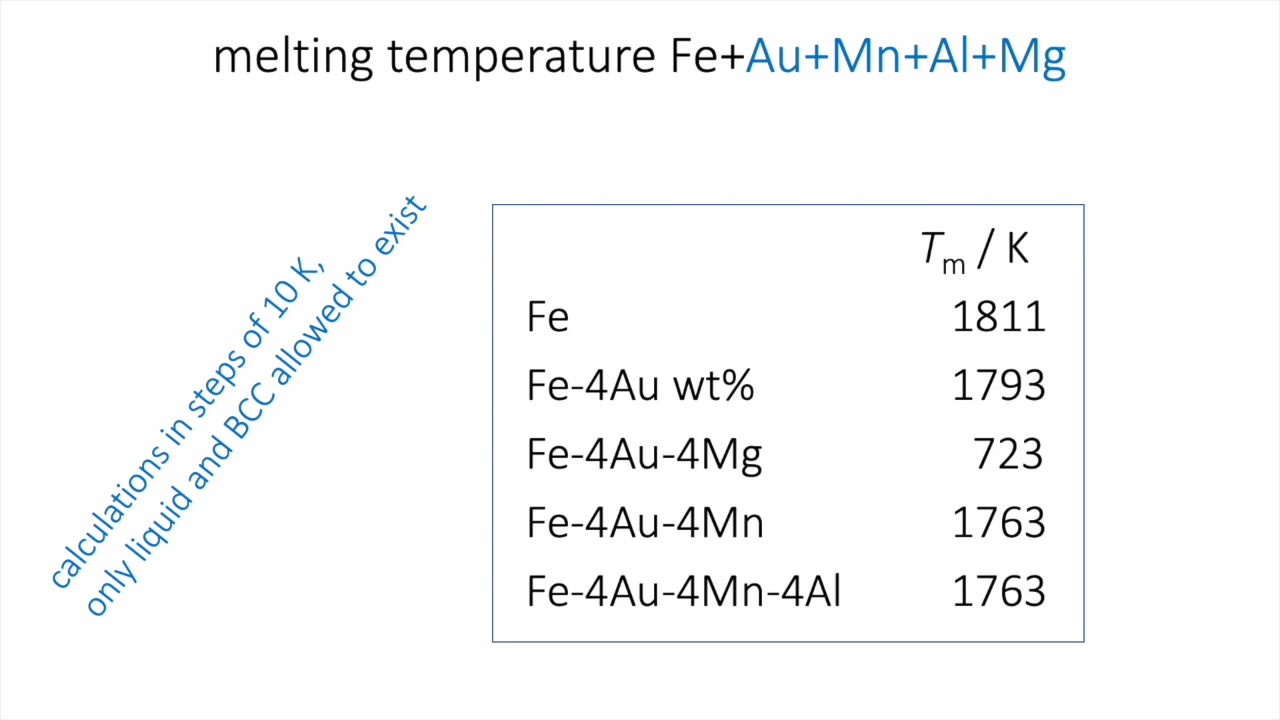 melting temperature Fe+Au+Mn+Al+Mg
calculations in steps of 10 K,
only liquid and BCC allowed to exist
Tm / K
Fe 1811
Fe-4Au wt% 1793
Fe-4Au-4Mg 723
Fe-4Au-4Mn 1763
Fe-4Au-4Mn-4Al 1763